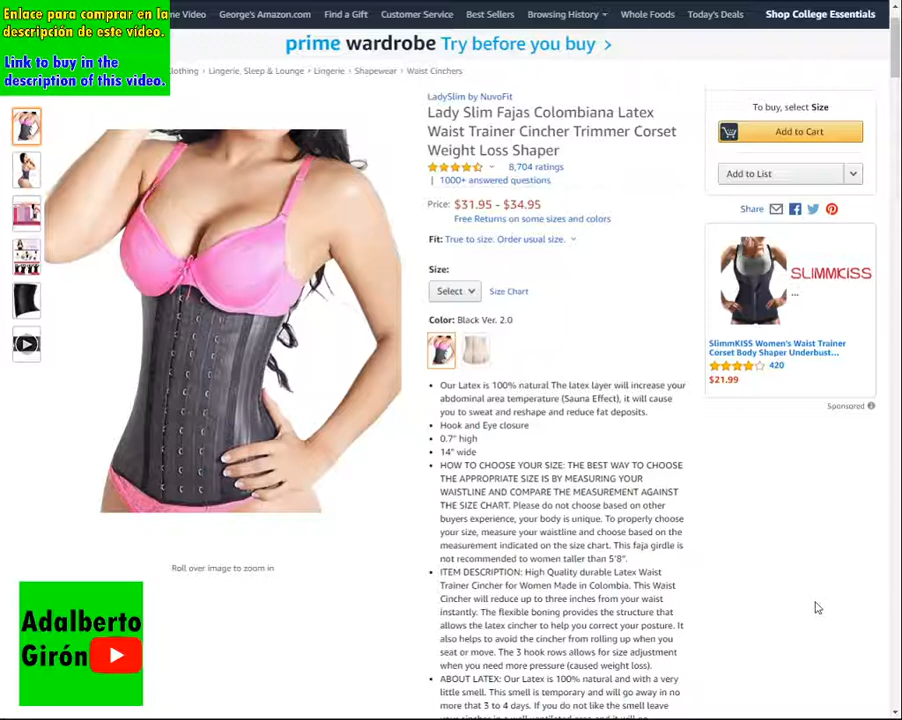 Enlace para comprar en la
descripción de este vídeo.
Link to buy in the
description of this video.
me Video George's Amazon.com Find a Gift Customer Service Best Sellers Browsing History Whole Foods Today's Deals Shop College Essentials
prime wardrobe Try before you buy >
lothing › Lingerie, Sleep & Lounge › Lingerie › Shapewear › Waist Cinchers
LadySlim by NuvoFit
Lady Slim Fajas Colombiana Latex
Waist Trainer Cincher Trimmer Corset
Weight Loss Shaper
8,704 ratings
| 1000+ answered questions
Price: $31.95 - $34.95
Free Returns on some sizes and colors
Fit: True to size. Order usual size.
Size:
Select Size Chart
Color: Black Ver. 2.0
• Our Latex is 100% natural The latex layer will increase your
abdominal area temperature (Sauna Effect), it will cause
you to sweat and reshape and reduce fat deposits.
• Hook and Eye closure
• 0.7" high
• 14" wide
• HOW TO CHOOSE YOUR SIZE: THE BEST WAY TO CHOOSE
THE APPROPRIATE SIZE IS BY MEASURING YOUR
WAISTLINE AND COMPARE THE MEASUREMENT AGAINST
THE SIZE CHART. Please do not choose based on other
buyers experience, your body is unique. To properly choose
your size, measure your waistline and choose based on the
measurement indicated on the size chart. This faja girdle is
not recommended to women taller than 5'8".
• ITEM DESCRIPTION: High Quality durable Latex Waist
Trainer Cincher for Women Made in Colombia. This Waist
Cincher will reduce up to three inches from your waist
instantly. The flexible boning provides the structure that
allows the latex cincher to help you correct your posture. It
also helps to avoid the cincher from rolling up when you
seat or move. The 3 hook rows allows for size adjustment
when you need more pressure (caused weight loss).
• ABOUT LATEX: Our Latex is 100% natural and with a very
little smell. This smell is temporary and will go away in no
more that 3 to 4 days. If you do not like the smell leave
To buy, select Size
Add to Cart
Add to List
Share
SLIMMKISS
...
SlimmKISS Women's Waist Trainer
Corset Body Shaper Underbust...
420
$21.99
Sponsored
Roll over image to zoom in
Adalberto
Girón